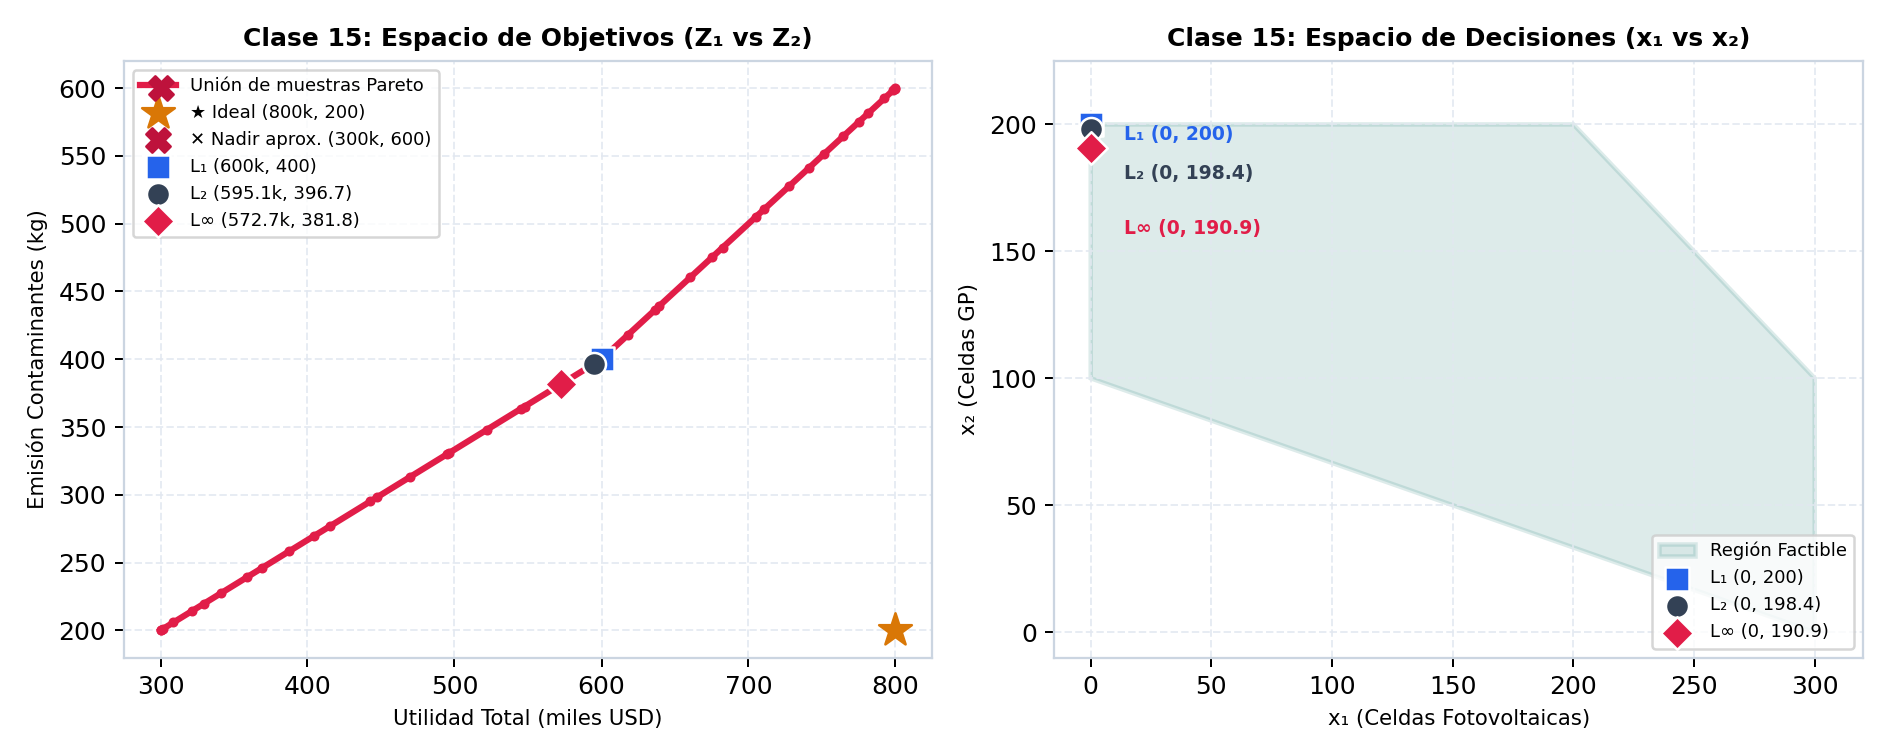 Clase 15: Espacio de Objetivos (Z₁ vs Z₂)
600
550
500
450
400
350
300
250
200
Emisión Contaminantes (kg)
Unión de muestras Pareto
★ Ideal (800k, 200)
✕ Nadir aprox. (300k, 600)
L₁ (600k, 400)
L₂ (595.1k, 396.7)
L∞ (572.7k, 381.8)
300 400 500 600 700 800
Utilidad Total (miles USD)
Clase 15: Espacio de Decisiones (x₁ vs x₂)
200
150
100
50
0
x₂ (Celdas GP)
L₁ (0, 200)
L₂ (0, 198.4)
L∞ (0, 190.9)
Región Factible
L₁ (0, 200)
L₂ (0, 198.4)
L∞ (0, 190.9)
0 50 100 150 200 250 300
x₁ (Celdas Fotovoltaicas)